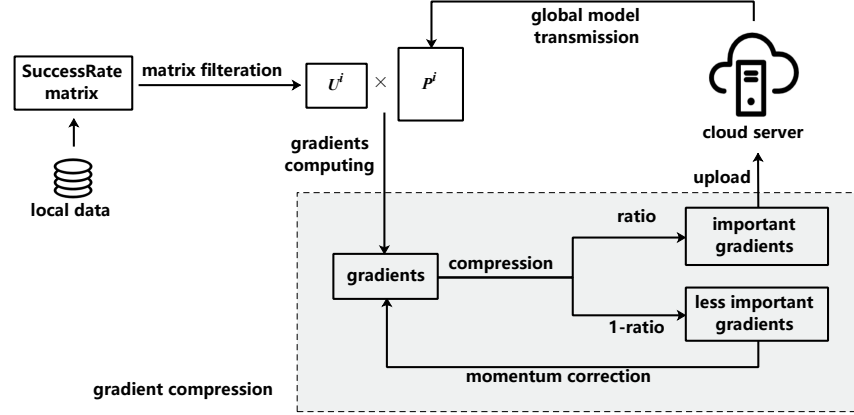 global model
transmission
SuccessRate
matrix
matrix filteration
U^i × P^i
cloud server
gradients
computing
upload
local data
ratio
important
gradients
gradients
compression
less important
gradients
1-ratio
momentum correction
gradient compression